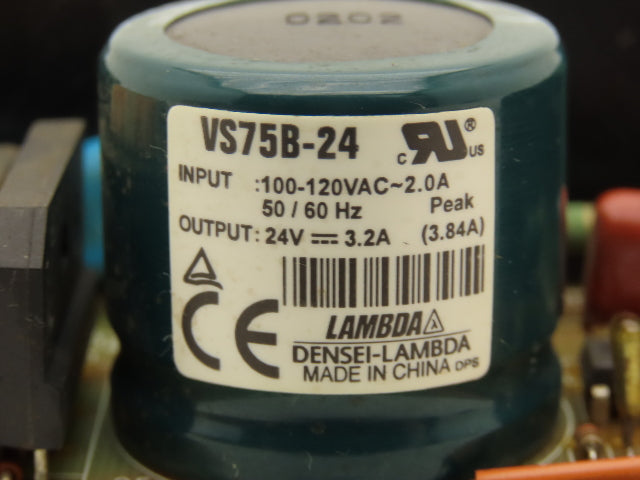 0202
VS75B-24
c RU ® US
INPUT :100-120VAC~2.0A
50 / 60 Hz Peak
OUTPUT: 24V ⎓ 3.2A (3.84A)
CE
LAMBDA
DENSEI-LAMBDA
MADE IN CHINA DPS